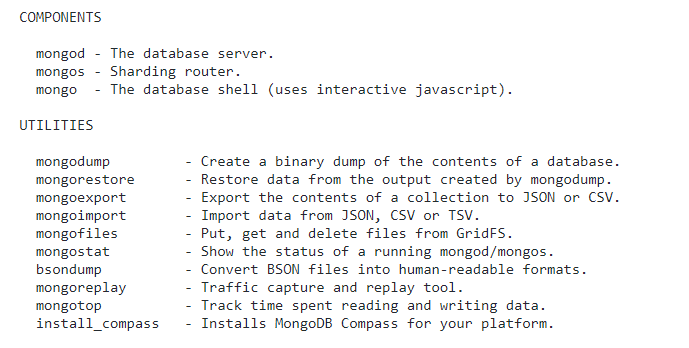 COMPONENTS
mongod - The database server.
mongos - Sharding router.
mongo  - The database shell (uses interactive javascript).
UTILITIES
mongodump         - Create a binary dump of the contents of a database.
mongorestore      - Restore data from the output created by mongodump.
mongoexport       - Export the contents of a collection to JSON or CSV.
mongoimport       - Import data from JSON, CSV or TSV.
mongofiles        - Put, get and delete files from GridFS.
mongostat         - Show the status of a running mongod/mongos.
bsondump          - Convert BSON files into human-readable formats.
mongoreplay       - Traffic capture and replay tool.
mongotop          - Track time spent reading and writing data.
install_compass   - Installs MongoDB Compass for your platform.